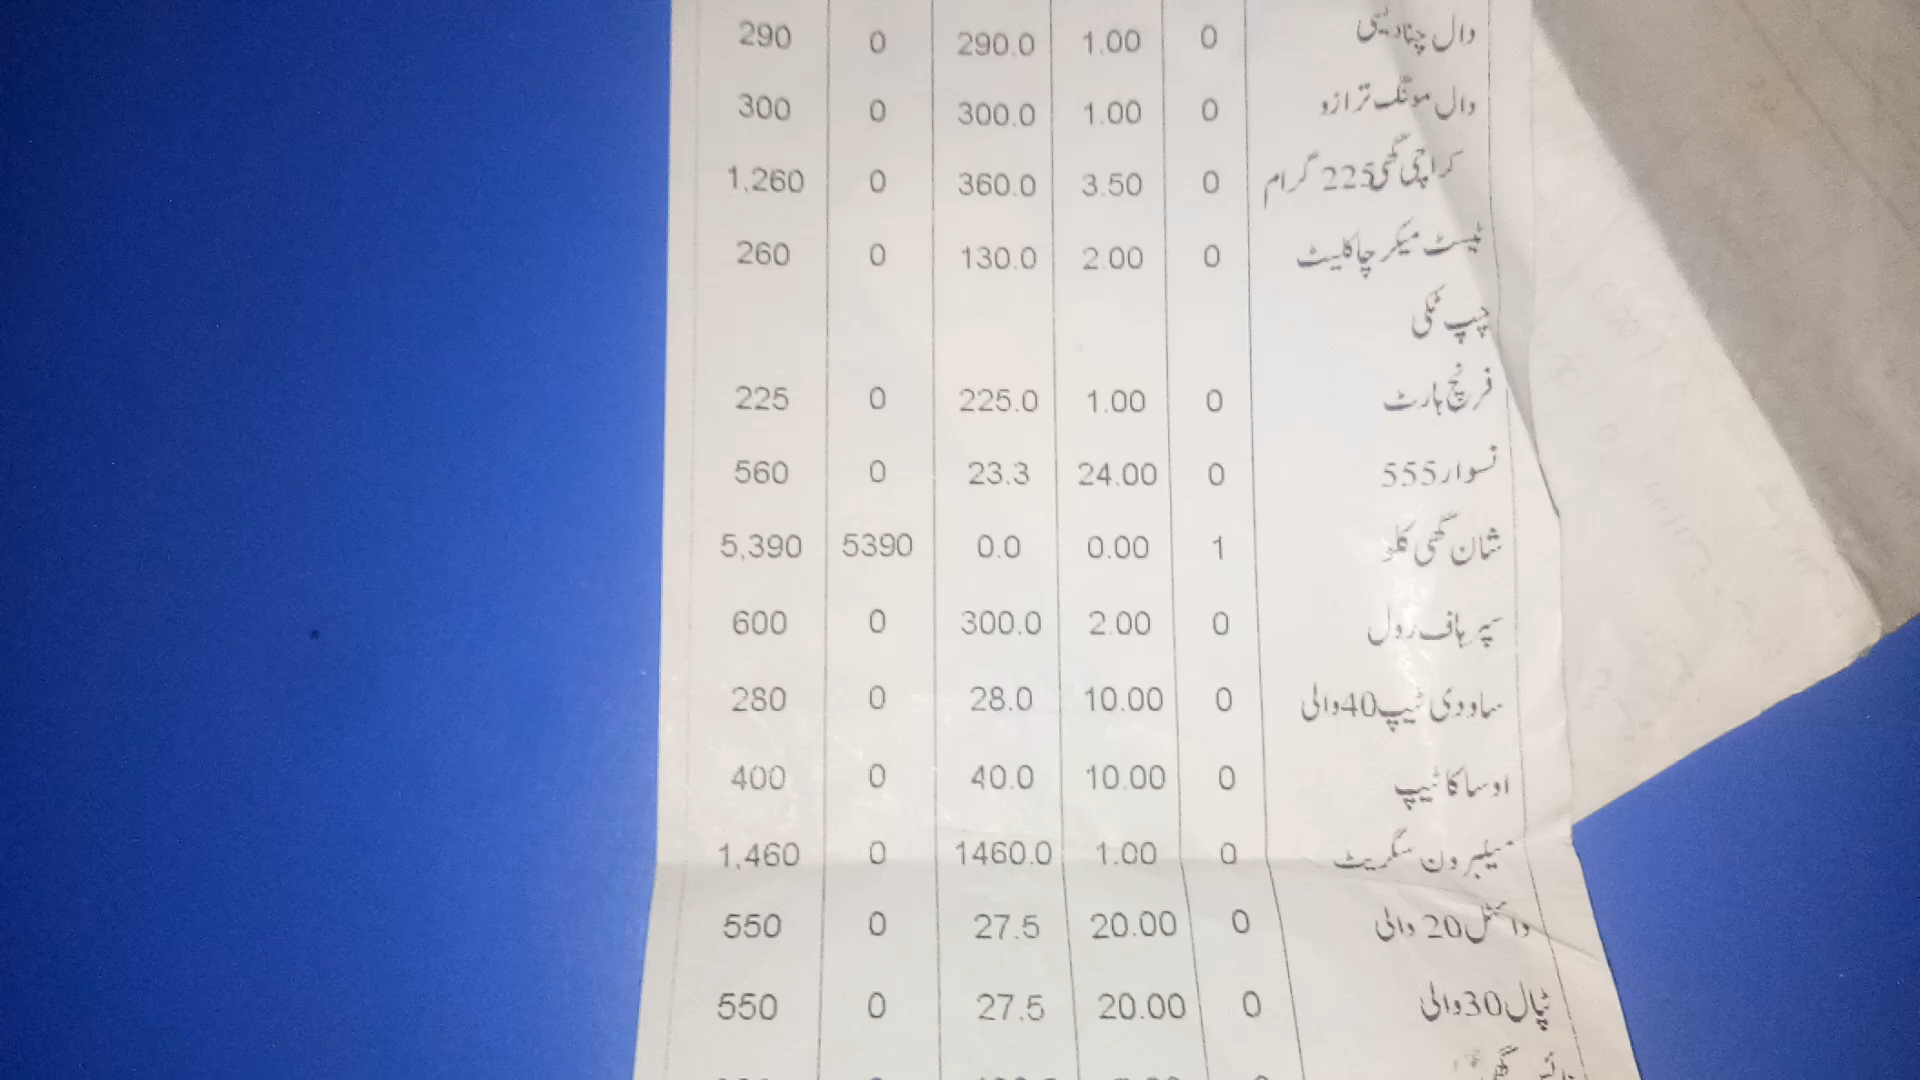 دال چنا دیسی 0 1.00 290.0 0 290
دال مونگ ترازو 0 1.00 300.0 0 300
کراچی گھی 225 گرام 0 3.50 360.0 0 1,260
ٹیسٹ میکر چاکلیٹ 0 2.00 130.0 0 260
چپ ٹکی
فرنچ ہارٹ 0 1.00 225.0 0 225
نسوار 555 0 24.00 23.3 0 560
شان گھی کلو 1 0.00 0.0 5390 5,390
سپر ہاف رول 0 2.00 300.0 0 600
ساودی ٹیپ 40 والی 0 10.00 28.0 0 280
اوساکا ٹیپ 0 10.00 40.0 0 400
میلبرون سگریٹ 0 1.00 1460.0 0 1,460
20 والی 0 20.00 27.5 0 550
ٹپال 30 والی 0 20.00 27.5 0 550